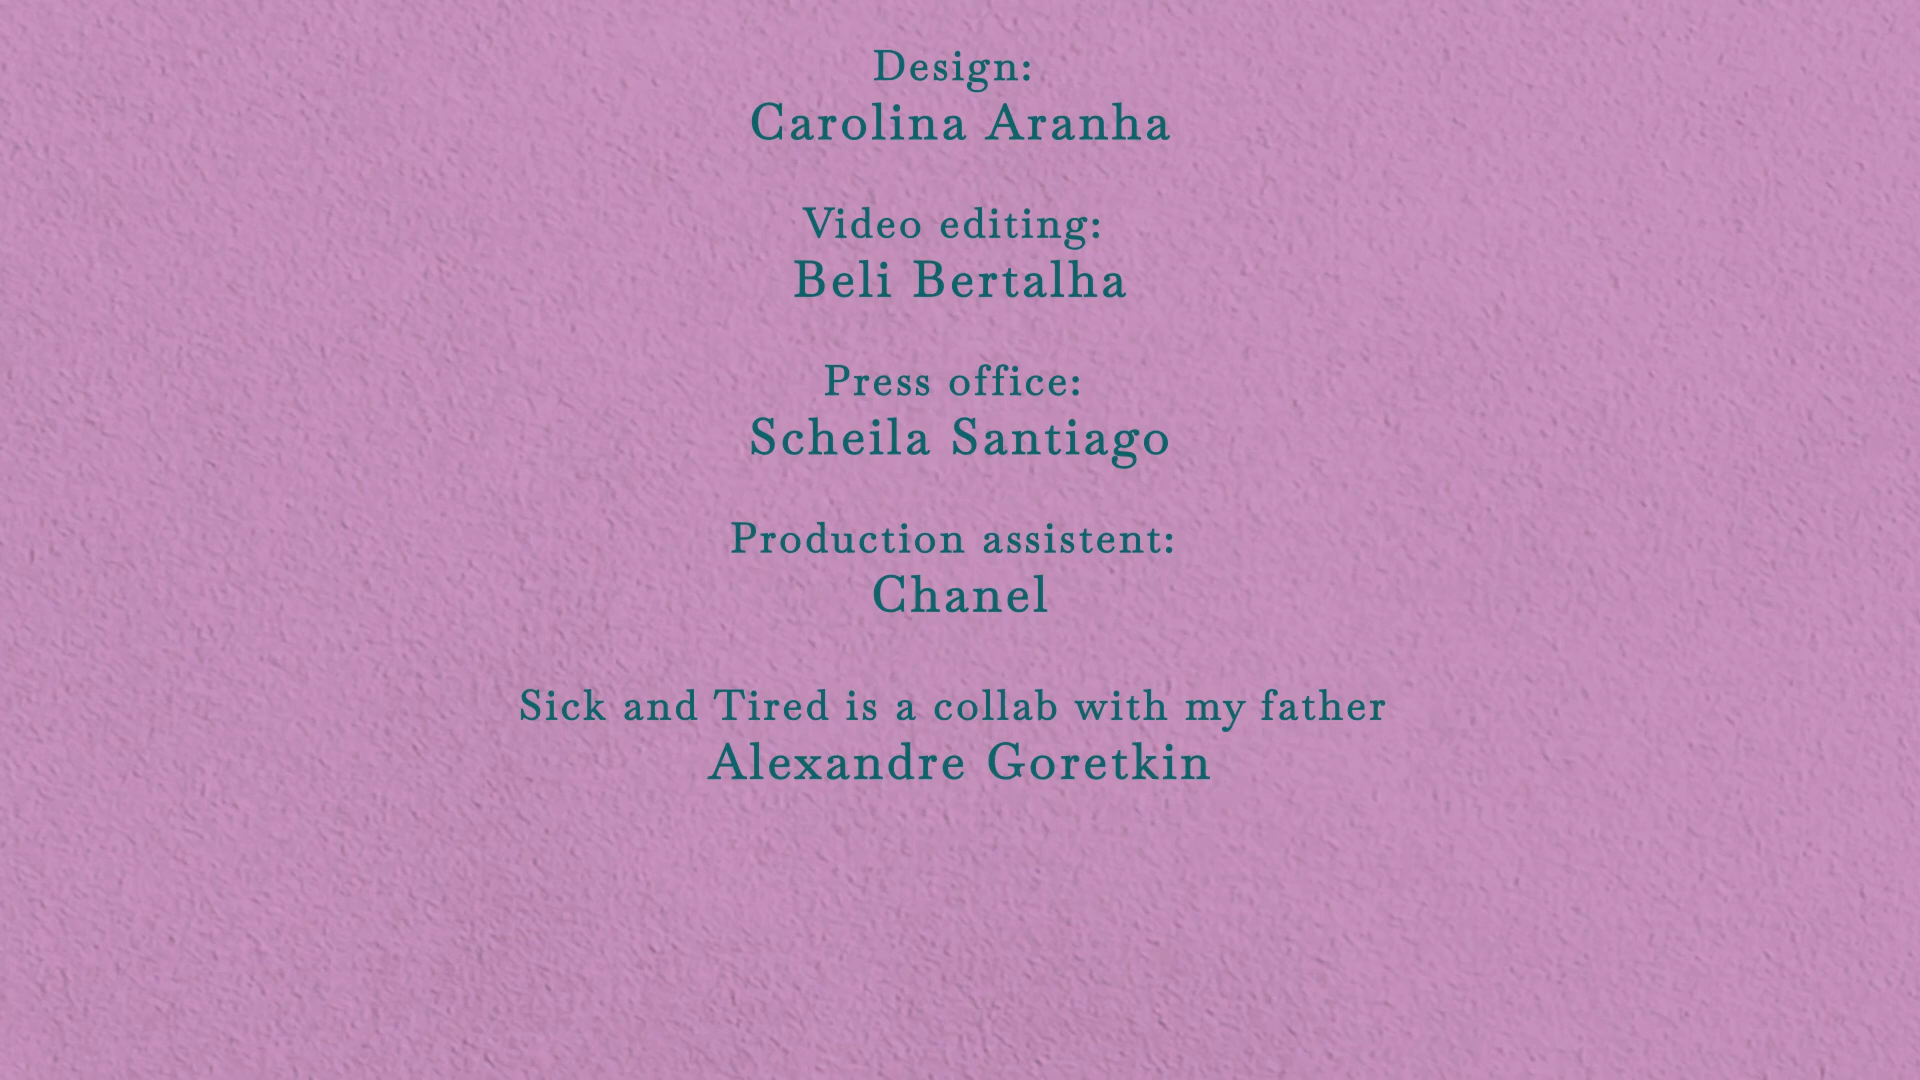 Design:
Carolina Aranha
Video editing:
Beli Bertalha
Press office:
Scheila Santiago
Production assistent:
Chanel
Sick and Tired is a collab with my father
Alexandre Goretkin